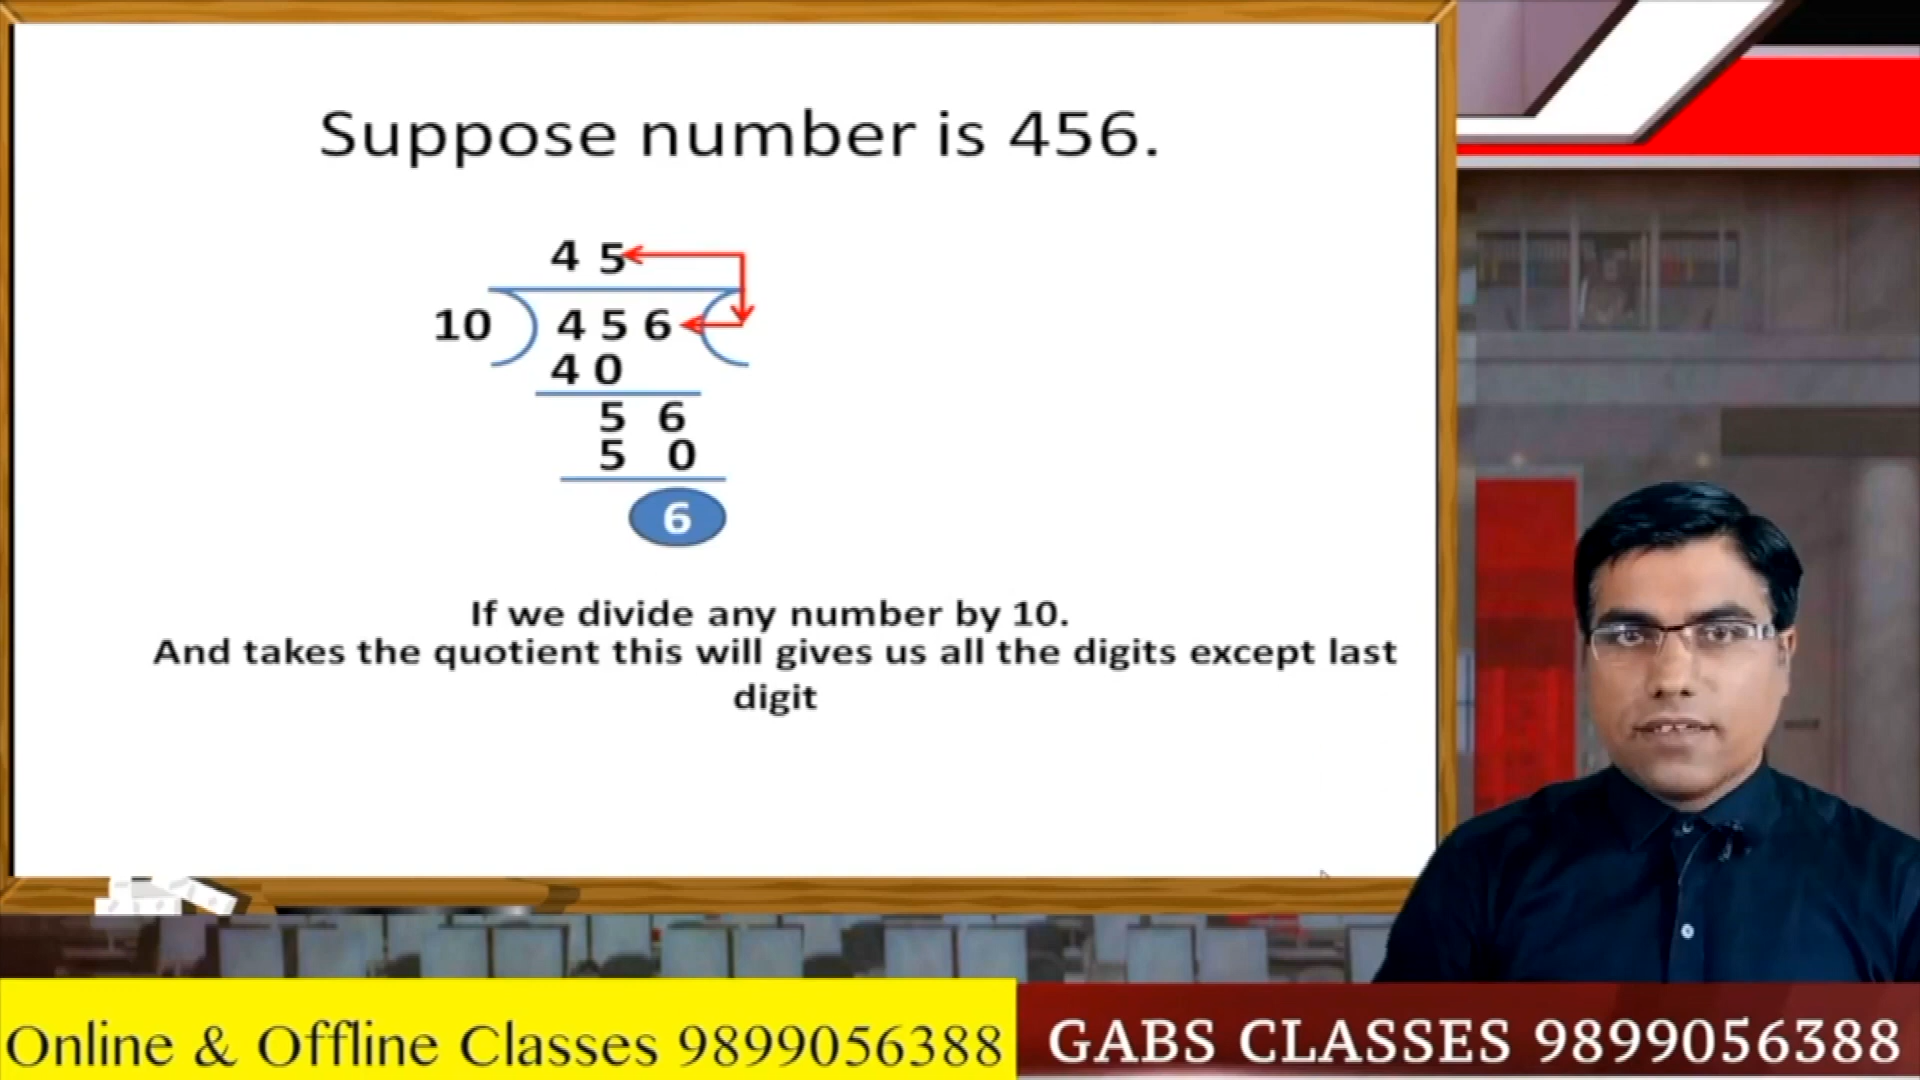 Suppose number is 456.
4 5
10 4 5 6
4 0
5 6
5 0
6
If we divide any number by 10.
And takes the quotient this will gives us all the digits except last
digit
Online & Offline Classes 9899056388
GABS CLASSES 9899056388